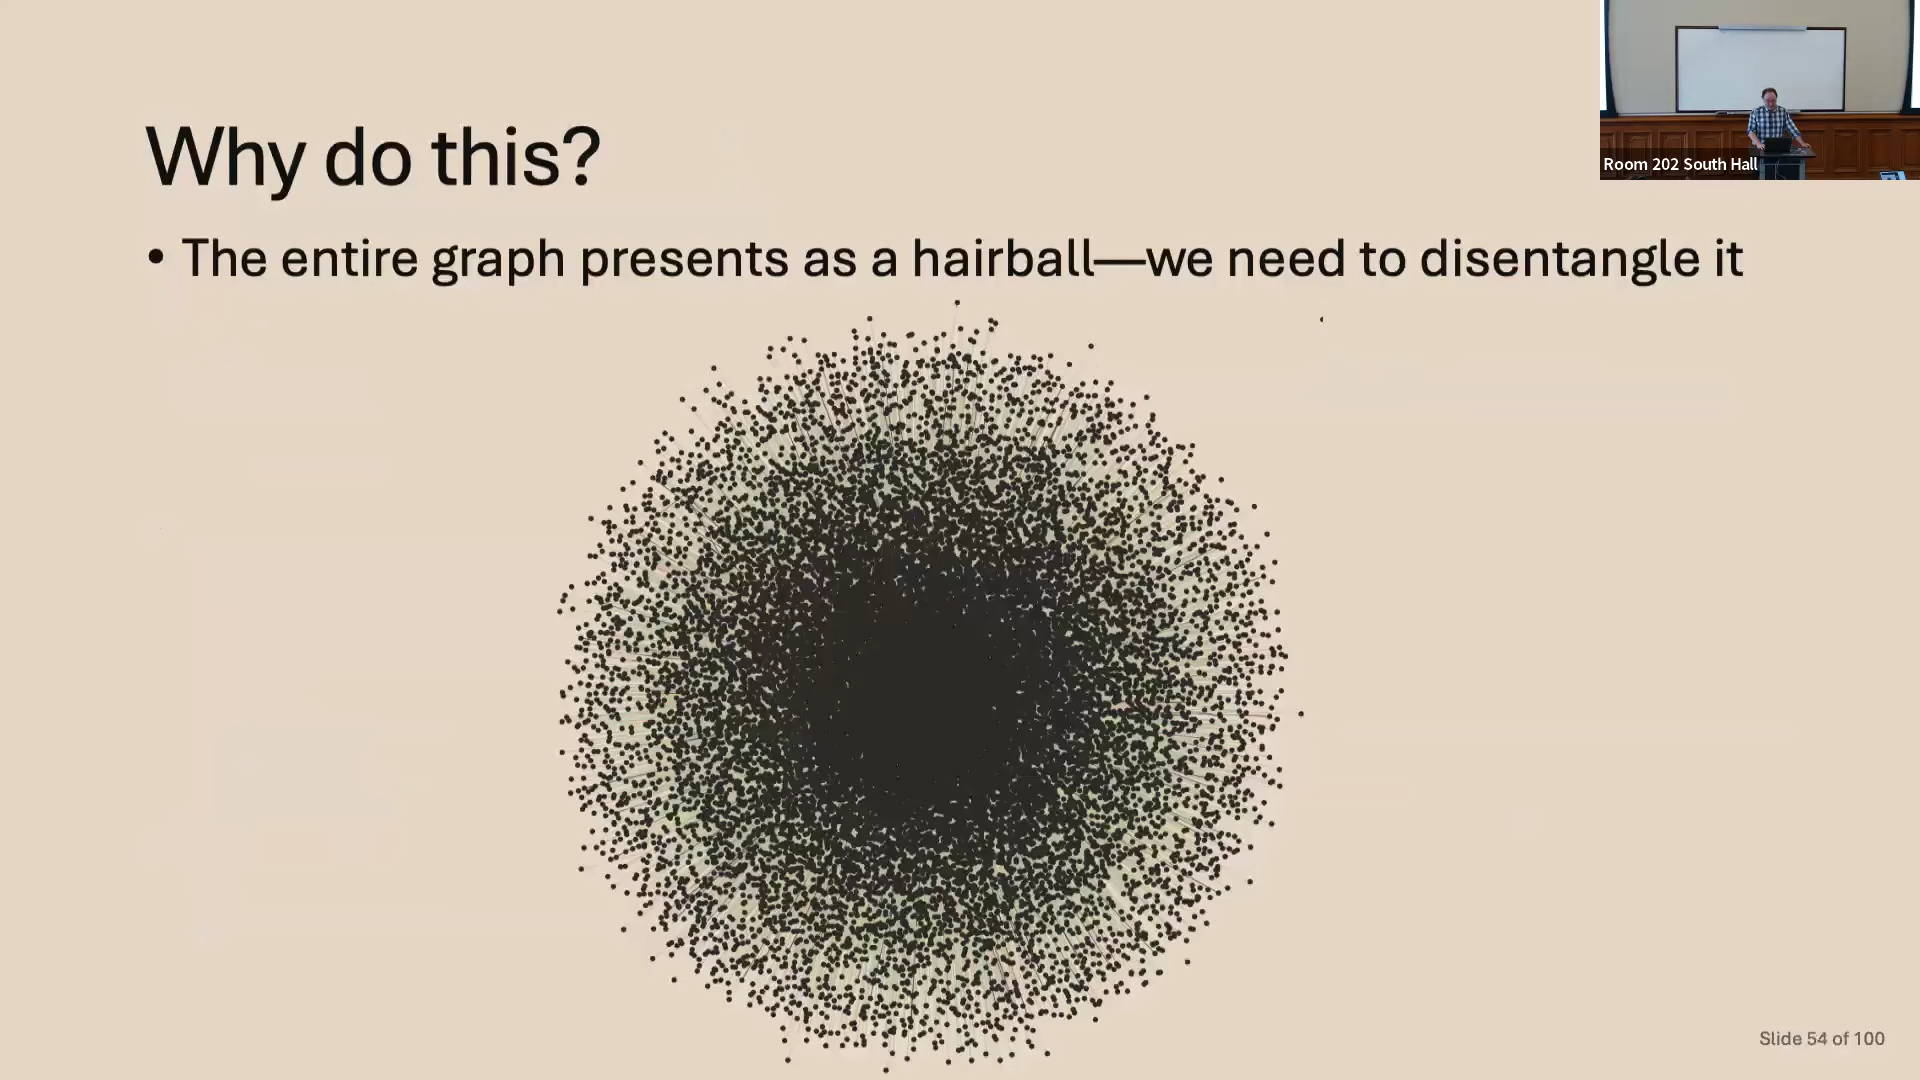 Room 202 South Hall
Why do this?
• The entire graph presents as a hairball—we need to disentangle it
Slide 54 of 100